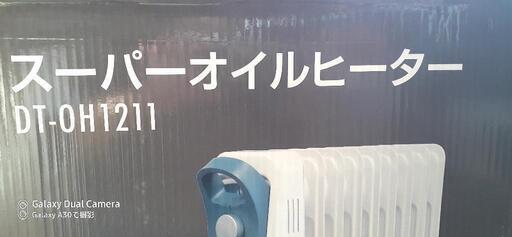 スーパーオイルヒーター
DT-OH1211
Galaxy Dual Camera
Galaxy A30で撮影